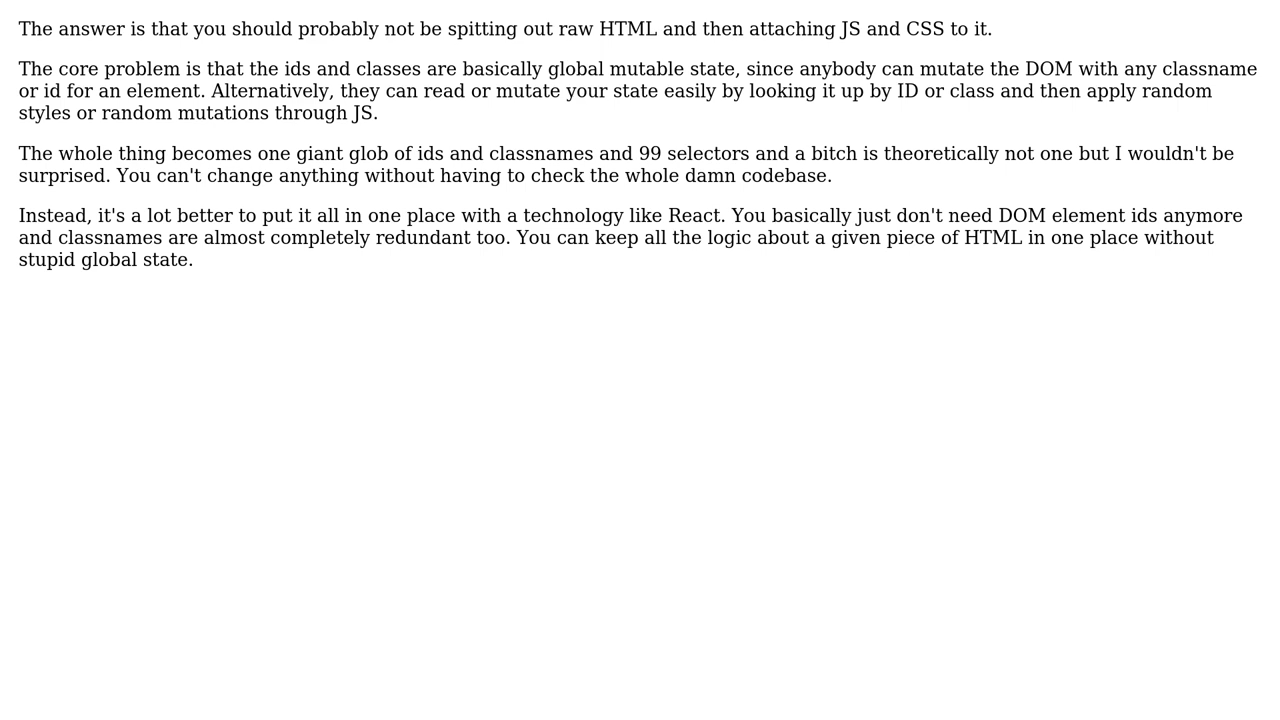 The answer is that you should probably not be spitting out raw HTML and then attaching JS and CSS to it.
The core problem is that the ids and classes are basically global mutable state, since anybody can mutate the DOM with any classname
or id for an element. Alternatively, they can read or mutate your state easily by looking it up by ID or class and then apply random
styles or random mutations through JS.
The whole thing becomes one giant glob of ids and classnames and 99 selectors and a bitch is theoretically not one but I wouldn't be
surprised. You can't change anything without having to check the whole damn codebase.
Instead, it's a lot better to put it all in one place with a technology like React. You basically just don't need DOM element ids anymore
and classnames are almost completely redundant too. You can keep all the logic about a given piece of HTML in one place without
stupid global state.